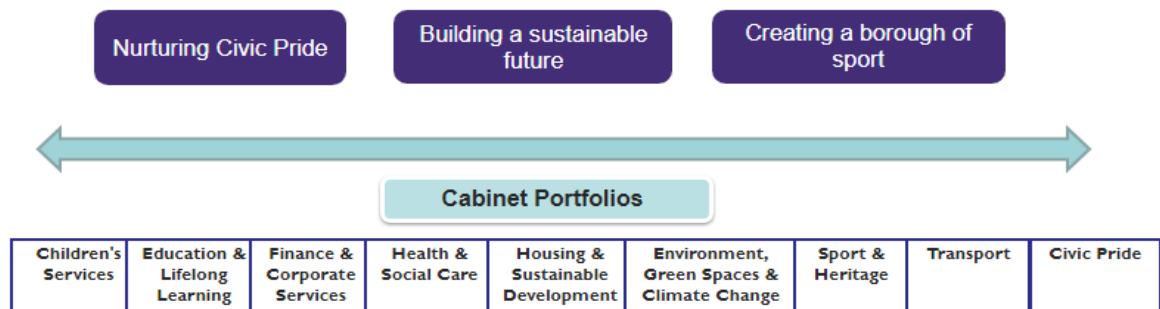 Nurturing Civic Pride
Building a sustainable
future
Creating a borough of
sport
Cabinet Portfolios
Children's
Services
Education &
Lifelong
Learning
Finance &
Corporate
Services
Health &
Social Care
Housing &
Sustainable
Development
Environment,
Green Spaces &
Climate Change
Sport &
Heritage
Transport
Civic Pride